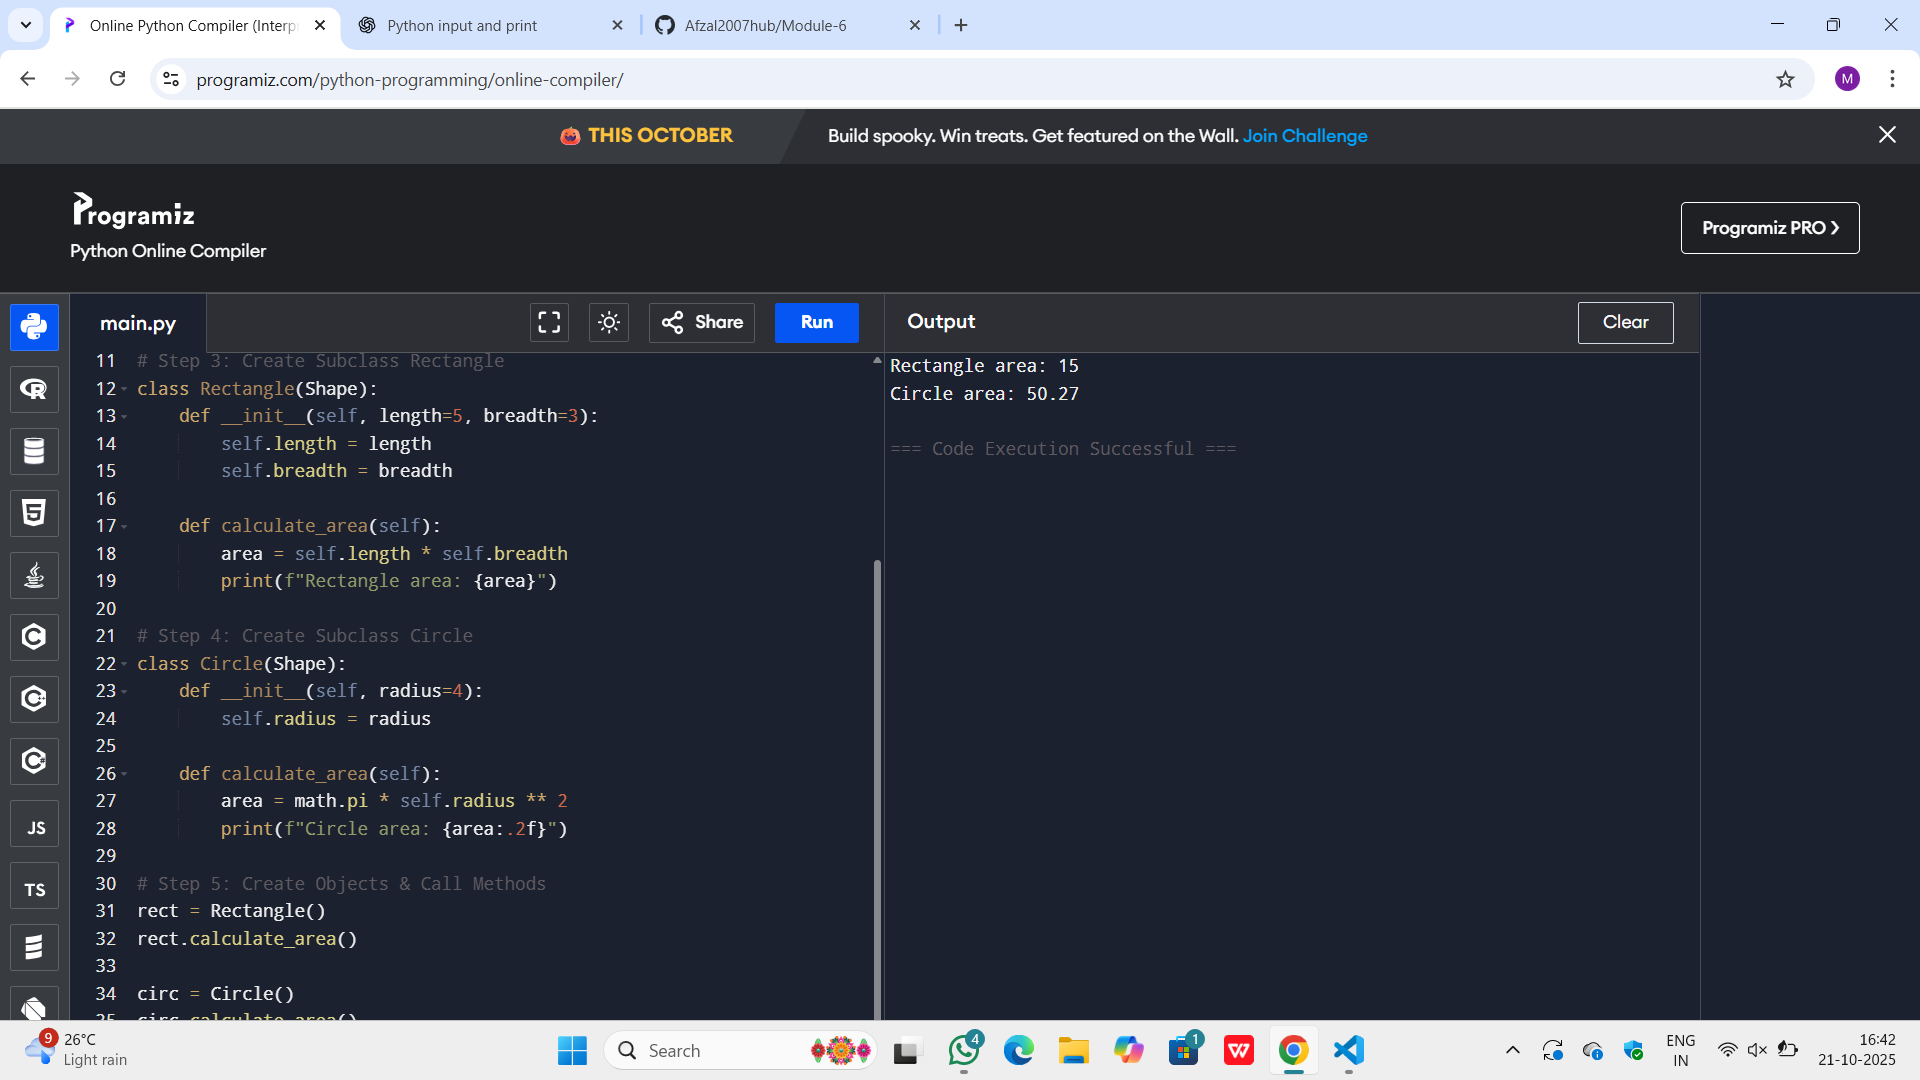 Online Python Compiler (Interp
Python input and print
Afzal2007hub/Module-6
programiz.com/python-programming/online-compiler/
M
THIS OCTOBER
Build spooky. Win treats. Get featured on the Wall. Join Challenge
Programiz
Python Online Compiler
Programiz PRO ❯
main.py
Share
Run
Output
Clear
11 # Step 3: Create Subclass Rectangle
12 class Rectangle(Shape):
13     def __init__(self, length=5, breadth=3):
14         self.length = length
15         self.breadth = breadth
16
17     def calculate_area(self):
18         area = self.length * self.breadth
19         print(f"Rectangle area: {area}")
20
21 # Step 4: Create Subclass Circle
22 class Circle(Shape):
23     def __init__(self, radius=4):
24         self.radius = radius
25
26     def calculate_area(self):
27         area = math.pi * self.radius ** 2
28         print(f"Circle area: {area:.2f}")
29
30 # Step 5: Create Objects & Call Methods
31 rect = Rectangle()
32 rect.calculate_area()
33
34 circ = Circle()
35 circ.calculate_area()
Rectangle area: 15
Circle area: 50.27
=== Code Execution Successful ===
R
5
C
C
C
JS
TS
9
26°C
Light rain
Search
4
1
W
ENG
IN
16:42
21-10-2025